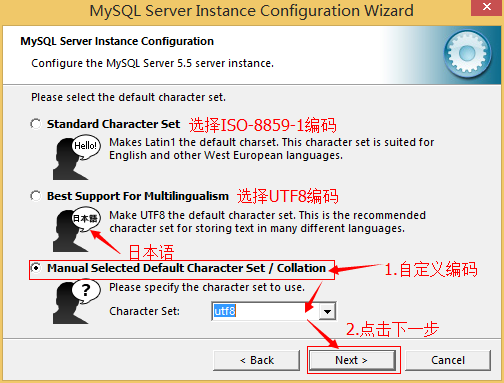 MySQL Server Instance Configuration Wizard
MySQL Server Instance Configuration
Configure the MySQL Server 5.5 server instance.
Please select the default character set.
Standard Character Set 选择ISO-8859-1编码
Hello!
Makes Latin1 the default charset. This character set is suited for
English and other West European languages.
Best Support For Multilingualism 选择UTF8编码
日本語
Make UTF8 the default character set. This is the recommended
character set for storing text in many different languages.
日本语
Manual Selected Default Character Set / Collation
1.自定义编码
?
Please specify the character set to use.
Character Set: utf8
2.点击下一步
< Back Next > Cancel